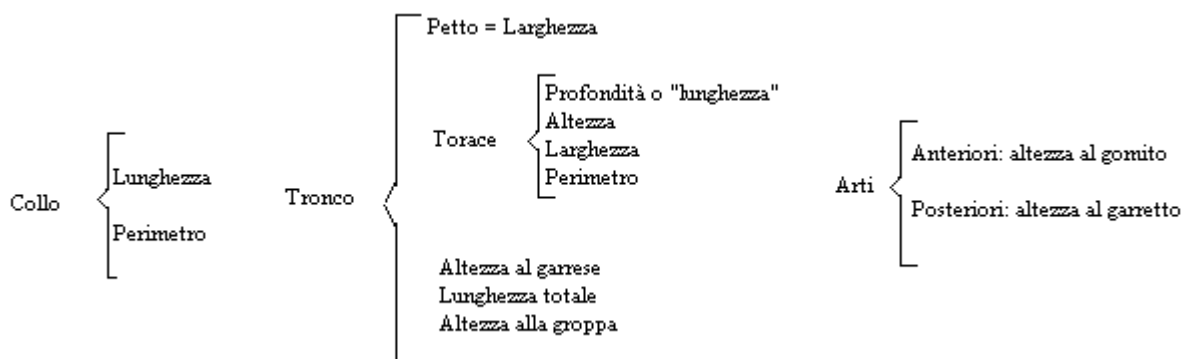 Collo
Lunghezza
Perimetro
Tronco
Petto = Larghezza
Torace
Profondità o "lunghezza"
Altezza
Larghezza
Perimetro
Altezza al garrese
Lunghezza totale
Altezza alla groppa
Arti
Anteriori: altezza al gomito
Posteriori: altezza al garretto